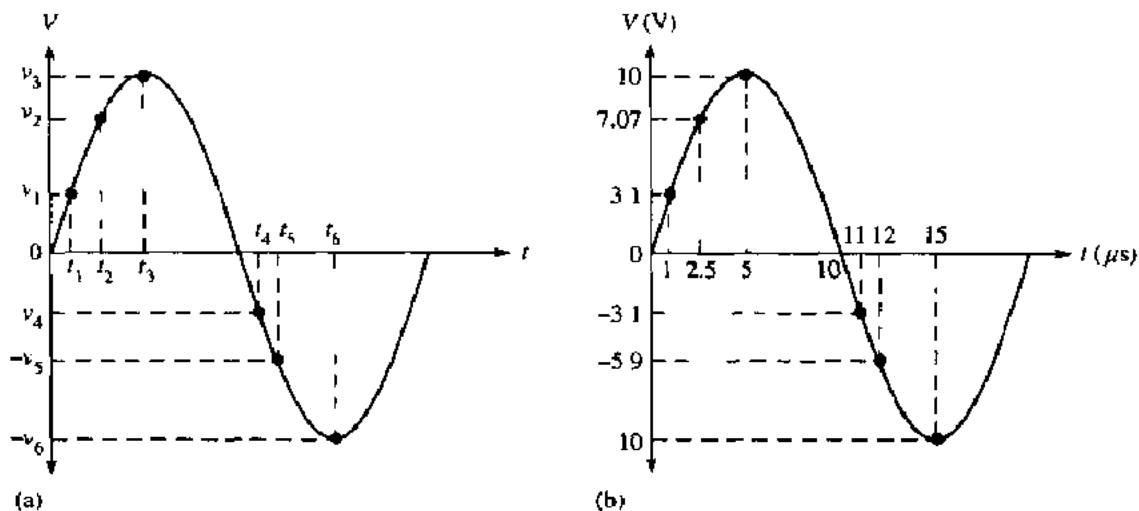 V
v₃
v₂
v₁
0
v₄
−v₅
−v₆
t₁ t₂ t₃
t₄ t₅ t₆
t
(a)
V (V)
10
7.07
3 1
0
−3 1
−5 9
10
1 2.5 5 10
11 12 15
t (μs)
(b)